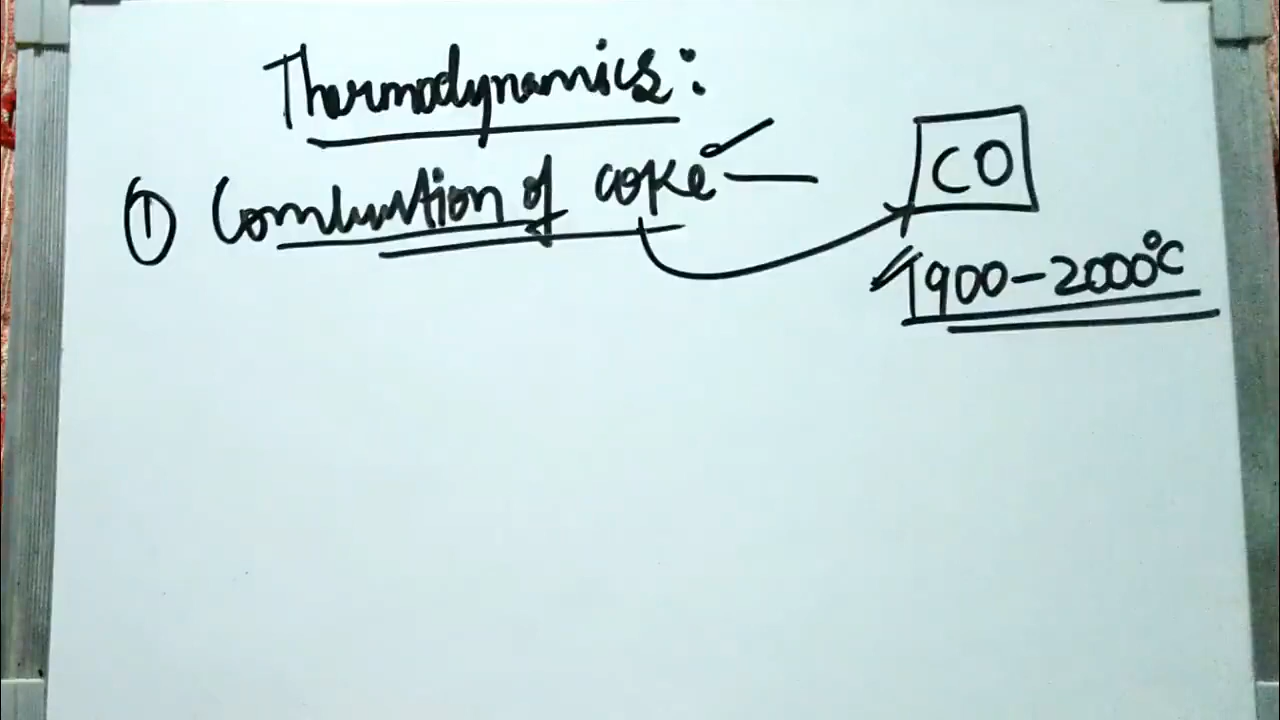 Thermodynamics:
① Combustion of coke
CO
1900-2000°C